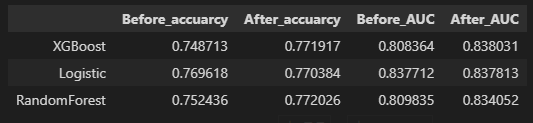 Before_accuarcy After_accuarcy Before_AUC After_AUC
XGBoost 0.748713 0.771917 0.808364 0.838031
Logistic 0.769618 0.770384 0.837712 0.837813
RandomForest 0.752436 0.772026 0.809835 0.834052